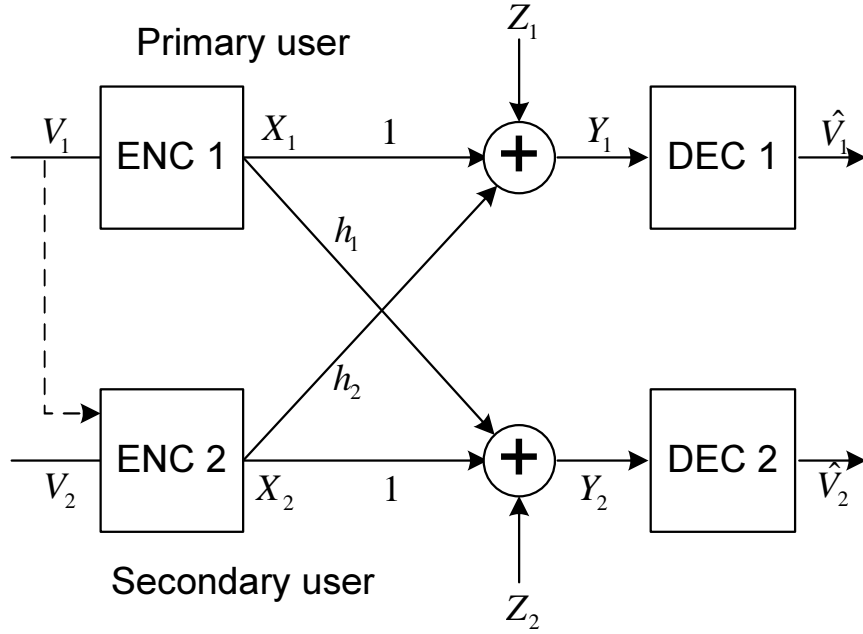 Primary user
Z₁
V₁ ENC 1 X₁ 1 + Y₁ DEC 1 V̂₁
h₁
h₂
V₂ ENC 2 X₂ 1 + Y₂ DEC 2 V̂₂
Secondary user
Z₂